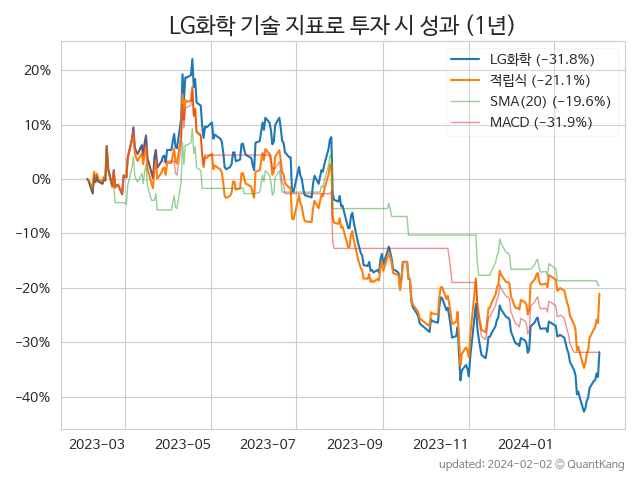 LG화학 기술 지표로 투자 시 성과 (1년)
LG화학 (−31.8%)
적립식 (−21.1%)
SMA(20) (−19.6%)
MACD (−31.9%)
20%
10%
0%
−10%
−20%
−30%
−40%
2023-03 2023-05 2023-07 2023-09 2023-11 2024-01
updated: 2024-02-02 © QuantKang